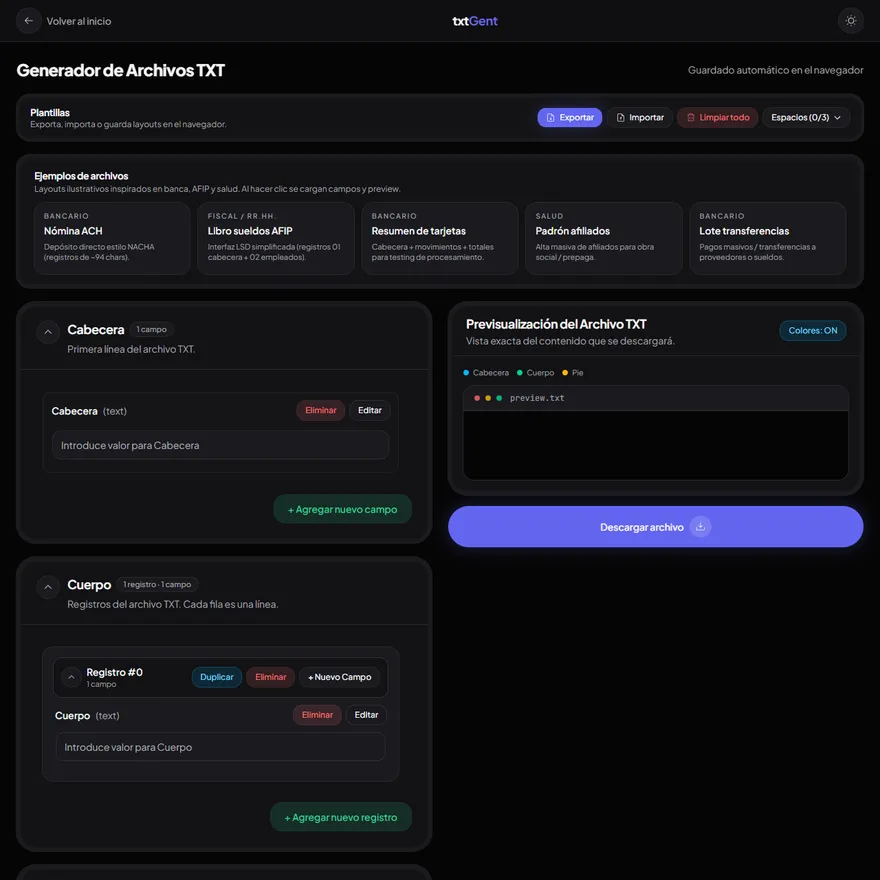 Volver al inicio
txtGent
Generador de Archivos TXT
Guardado automático en el navegador
Plantillas
Exporta, importa o guarda layouts en el navegador.
Exportar
Importar
Limpiar todo
Espacios (0/3)
Ejemplos de archivos
Layouts ilustrativos inspirados en banca, AFIP y salud. Al hacer clic se cargan campos y preview.
BANCARIO
Nómina ACH
Depósito directo estilo NACHA
(registros de ~94 chars).
FISCAL / RR.HH.
Libro sueldos AFIP
Interfaz LSD simplificada (registros 01
cabecera + 02 empleados).
BANCARIO
Resumen de tarjetas
Cabecera + movimientos + totales
para testing de procesamiento.
SALUD
Padrón afiliados
Alta masiva de afiliados para obra
social / prepaga.
BANCARIO
Lote transferencias
Pagos masivos / transferencias a
proveedores o sueldos.
Cabecera
1 campo
Primera línea del archivo TXT.
Cabecera (text)
Eliminar
Editar
Introduce valor para Cabecera
+ Agregar nuevo campo
Previsualización del Archivo TXT
Vista exacta del contenido que se descargará.
Colores: ON
Cabecera
Cuerpo
Pie
preview.txt
Descargar archivo
Cuerpo
1 registro · 1 campo
Registros del archivo TXT. Cada fila es una línea.
Registro #0
1 campo
Duplicar
Eliminar
+ Nuevo Campo
Cuerpo (text)
Eliminar
Editar
Introduce valor para Cuerpo
+ Agregar nuevo registro